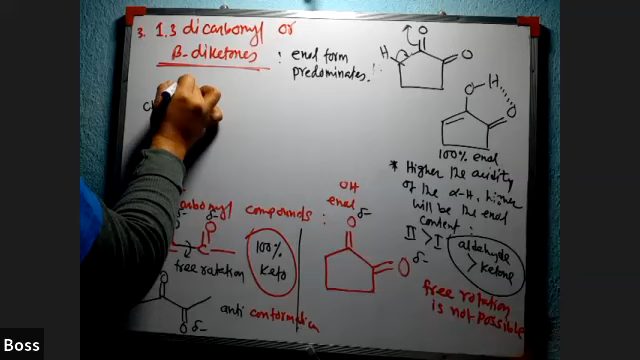 3. 1.3 dicarbonyl or
β-diketones : enol form
predominates.
H
O
O
O
H
O
100% enol
* Higher the acidity
of the α-H, higher
will be the enol
content:
II > I
aldehyde
> ketone
compounds:
OH
enol
O δ-
O δ-
δ-
δ-
O
free rotation
100%
keto
O
O δ-
anti conformation
free rotation
is not possible
Boss